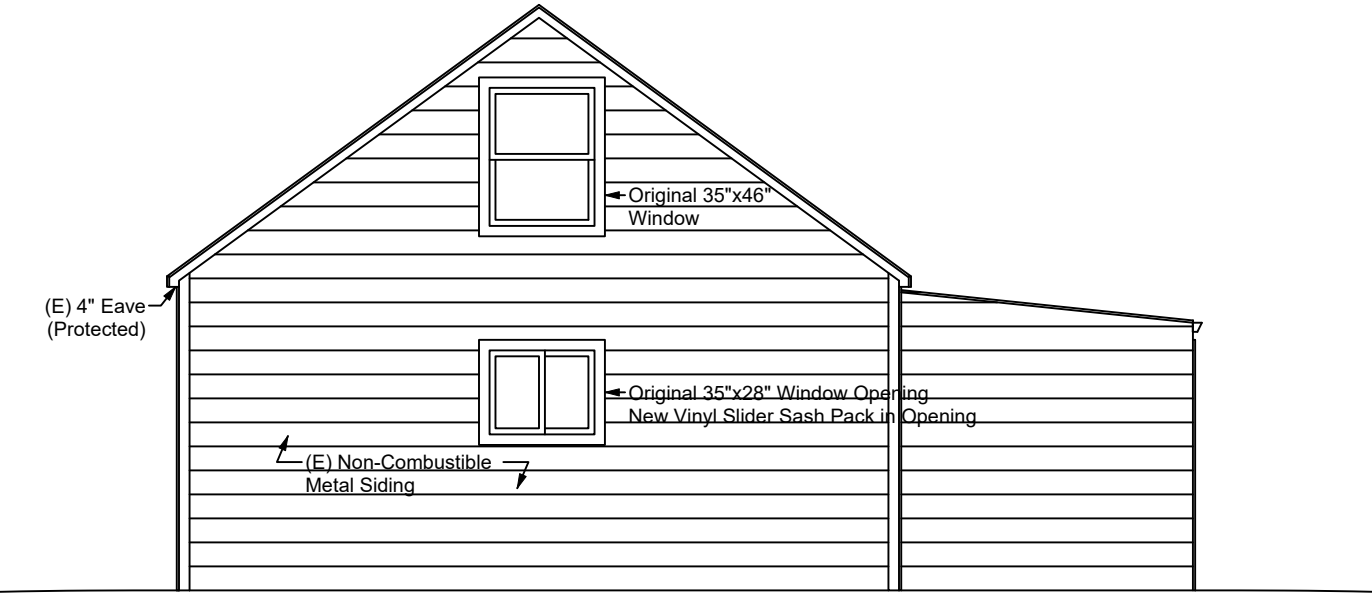 Original 35"x46"
Window
(E) 4" Eave
(Protected)
Original 35"x28" Window Opening
New Vinyl Slider Sash Pack in Opening
(E) Non-Combustible
Metal Siding